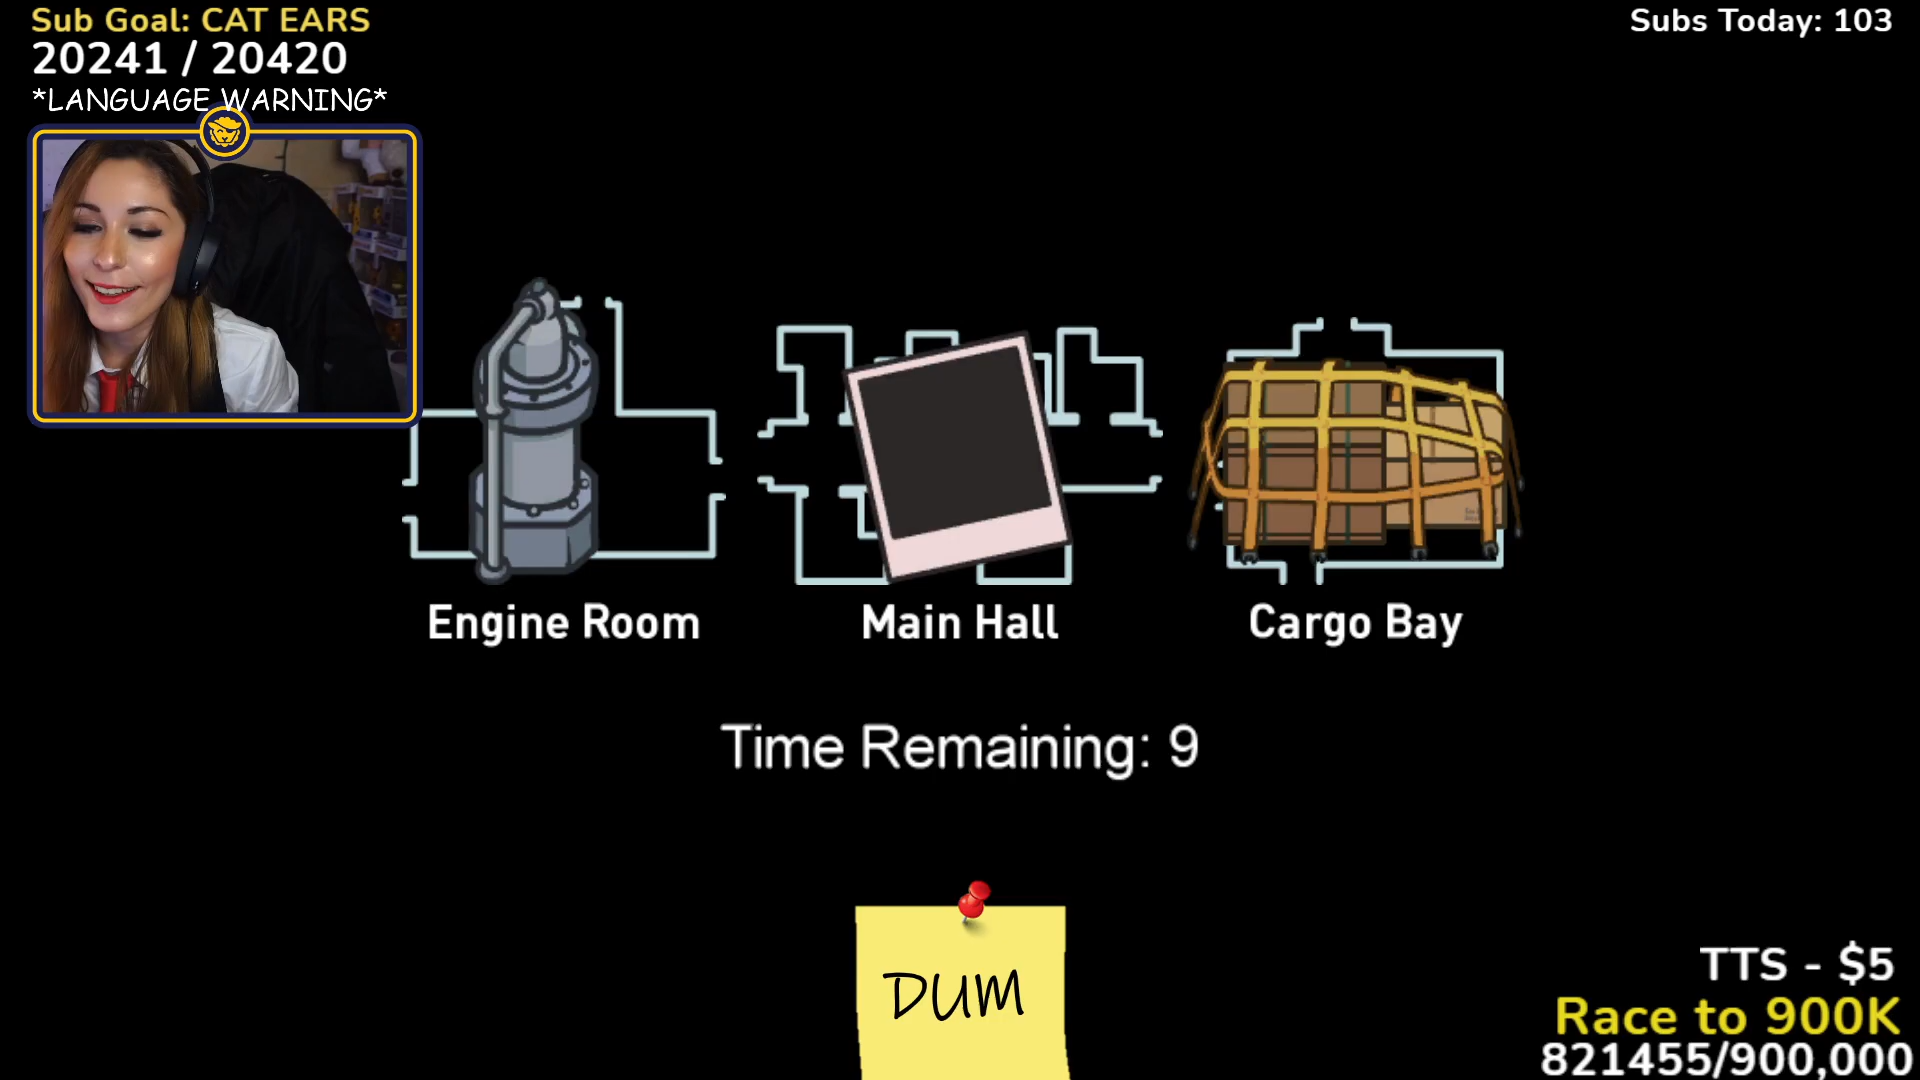 Sub Goal: CAT EARS
20241 / 20420
*LANGUAGE WARNING*
Subs Today: 103
Engine Room
Main Hall
Cargo Bay
Time Remaining: 9
DUM
TTS - $5
Race to 900K
821455/900,000